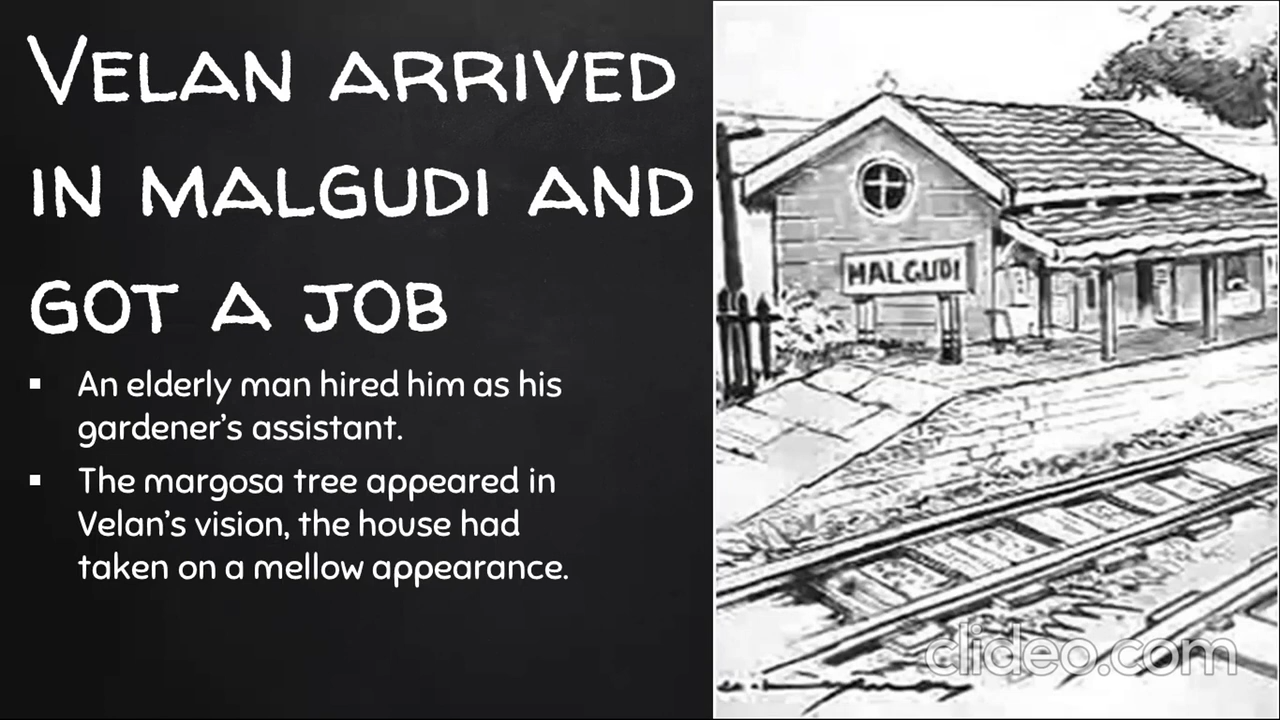 VELAN ARRIVED
IN MALGUDI AND
GOT A JOB
▪ An elderly man hired him as his
gardener's assistant.
▪ The margosa tree appeared in
Velan's vision, the house had
taken on a mellow appearance.
MALGUDI
clideo.com